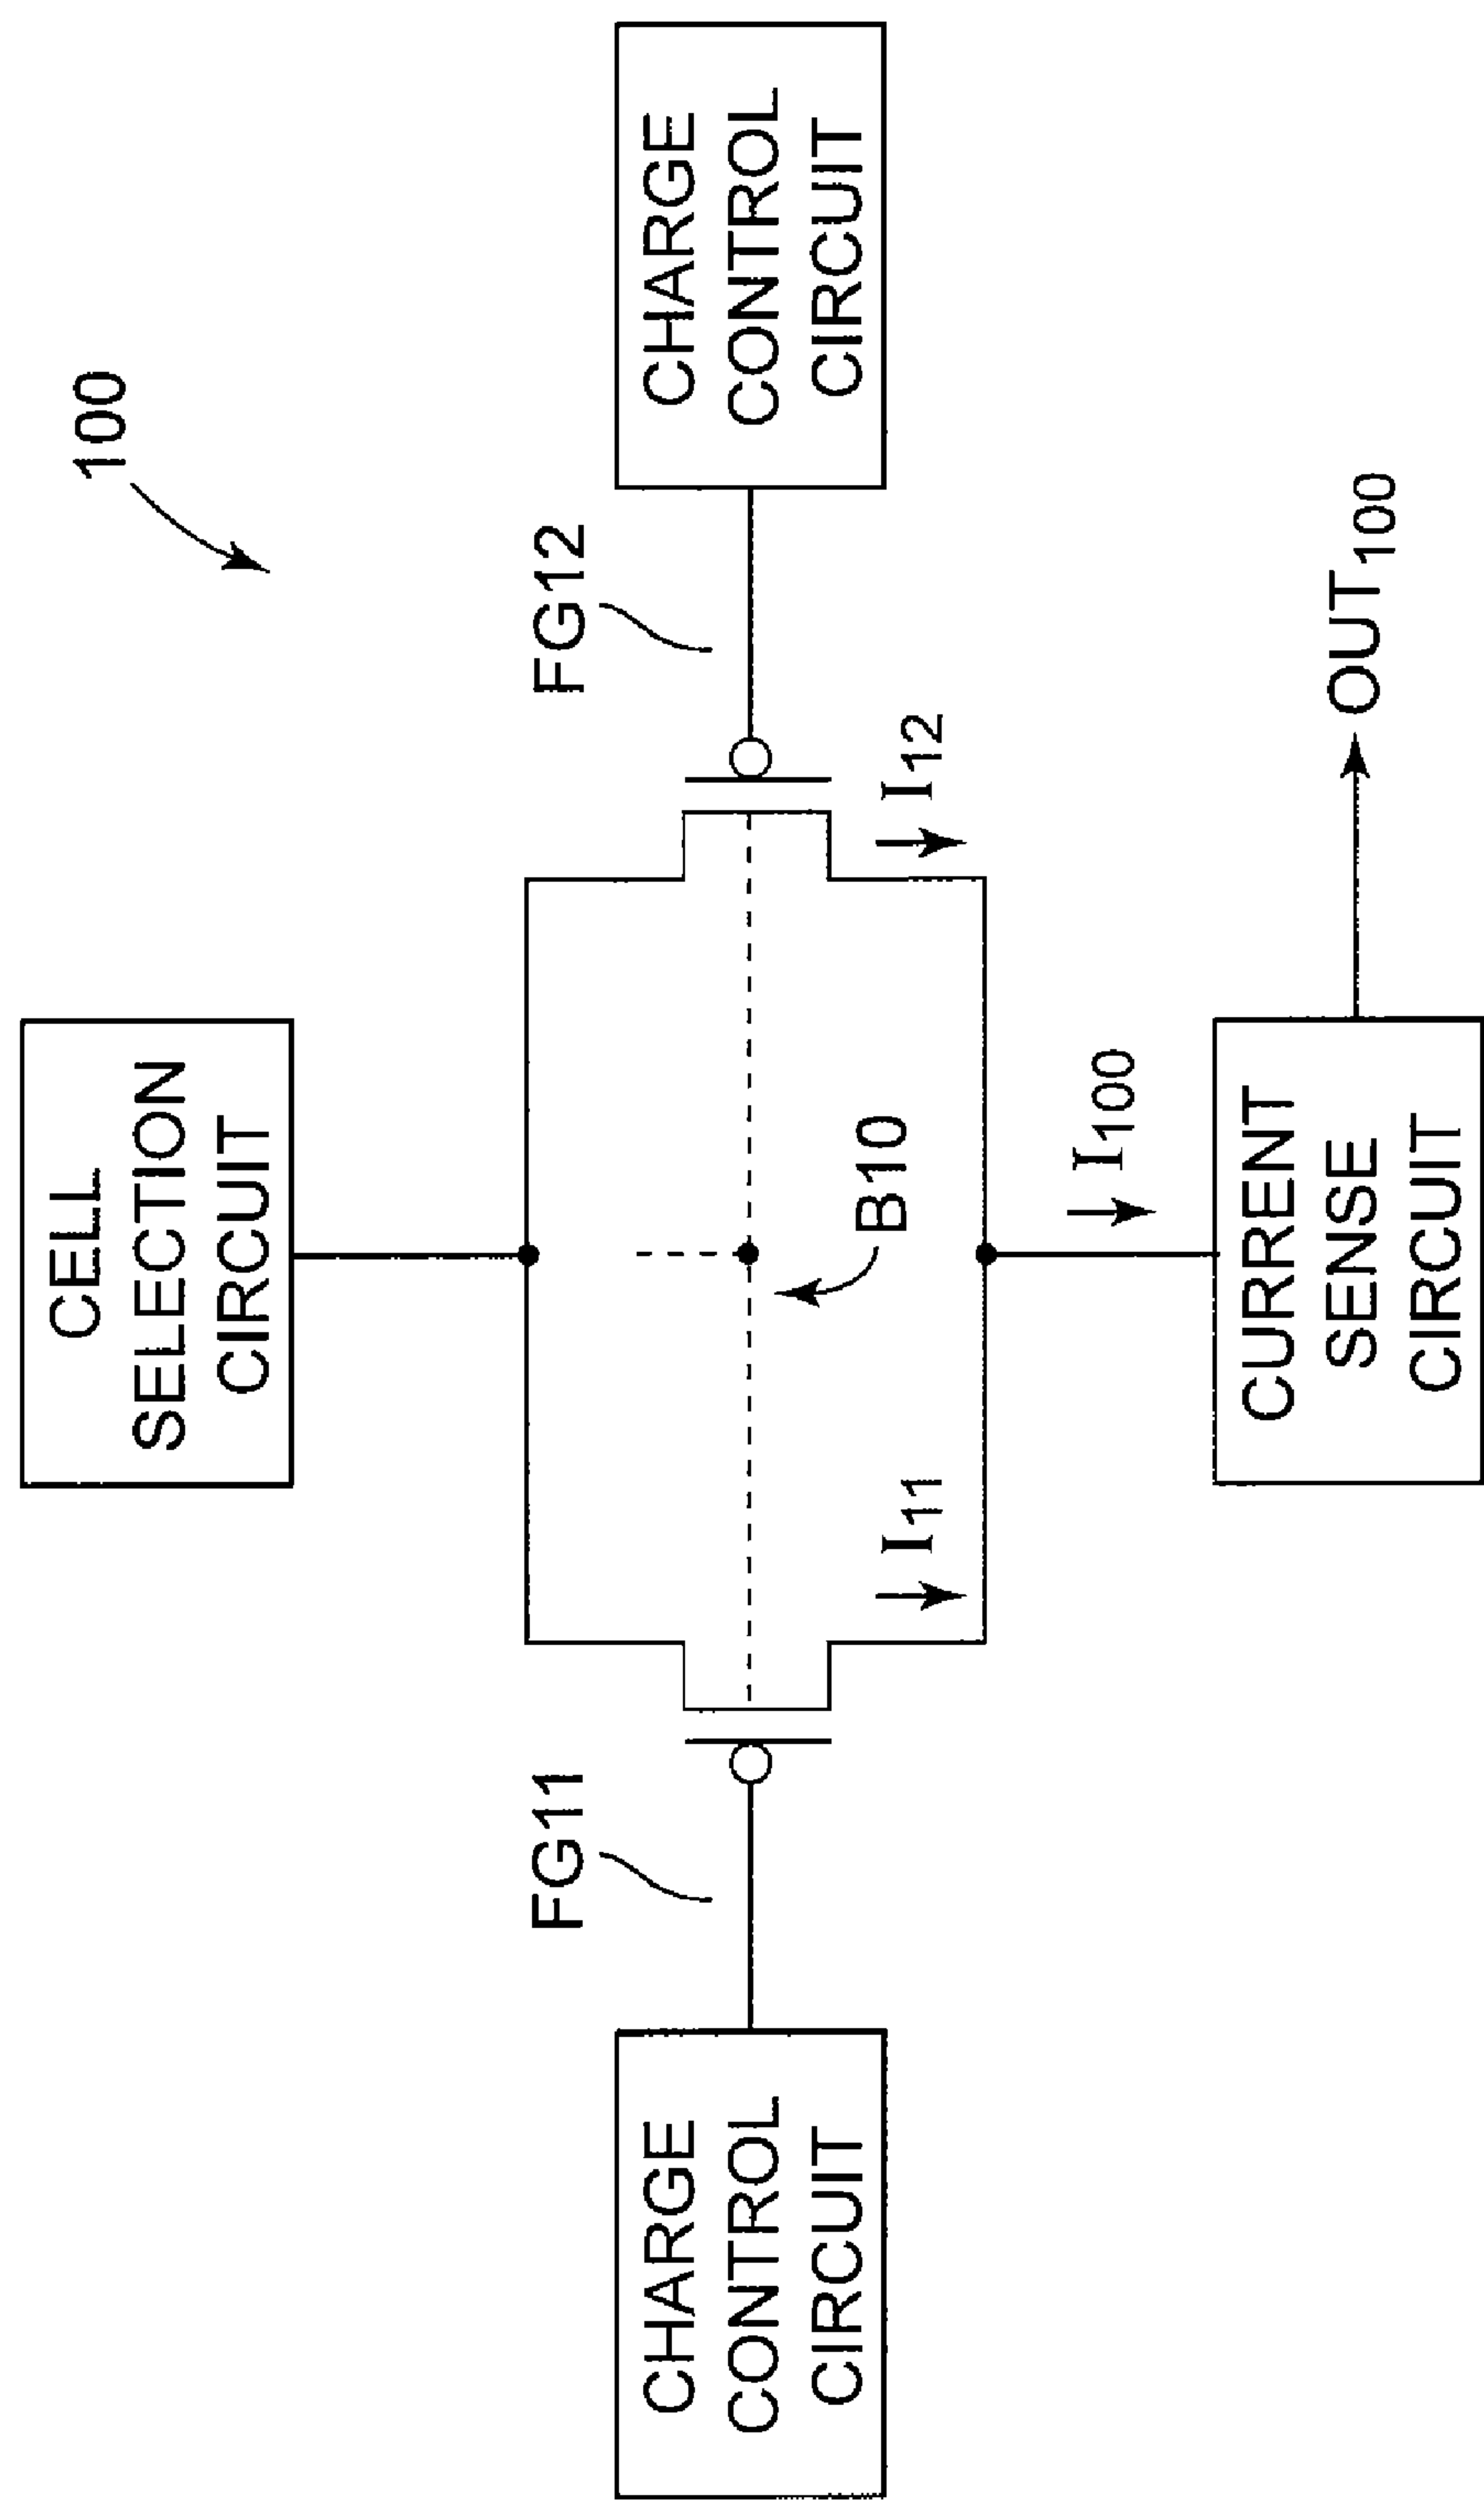 100
CELL
SELECTION
CIRCUIT
FG11
FG12
CHARGE
CONTROL
CIRCUIT
B10
CHARGE
CONTROL
CIRCUIT
I11
I12
I100
CURRENT
SENSE
CIRCUIT
OUT100